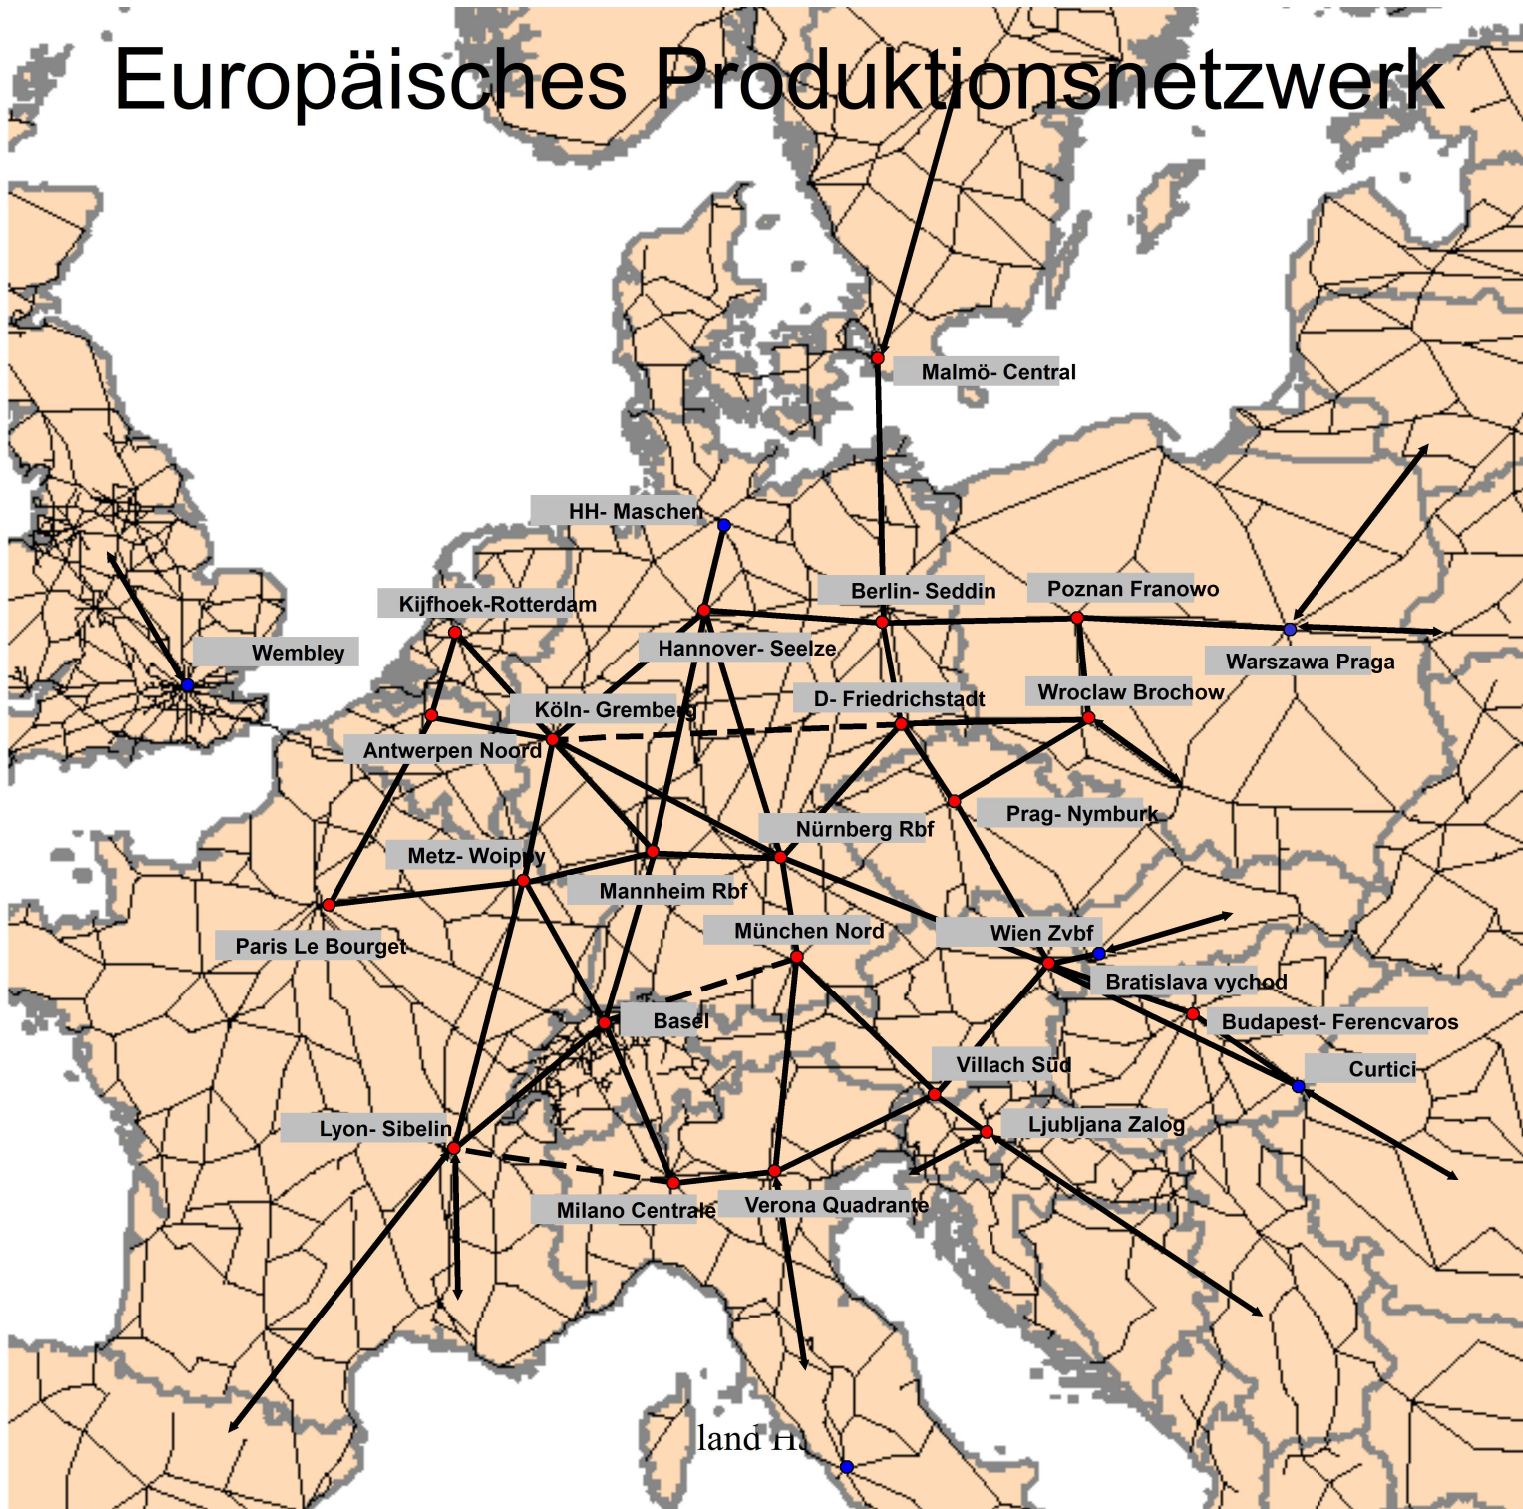 Europäisches Produktionsnetzwerk
Malmö- Central
HH- Maschen
Berlin- Seddin
Poznan Franowo
Kijfhoek-Rotterdam
Wembley
Hannover- Seelze
Warszawa Praga
Köln- Gremberg
D- Friedrichstadt
Wroclaw Brochow
Antwerpen Noord
Prag- Nymburk
Nürnberg Rbf
Metz- Woippy
Mannheim Rbf
München Nord
Wien Zvbf
Paris Le Bourget
Bratislava vychod
Basel
Budapest- Ferencvaros
Villach Süd
Curtici
Lyon- Sibelin
Ljubljana Zalog
Milano Centrale
Verona Quadrante
land